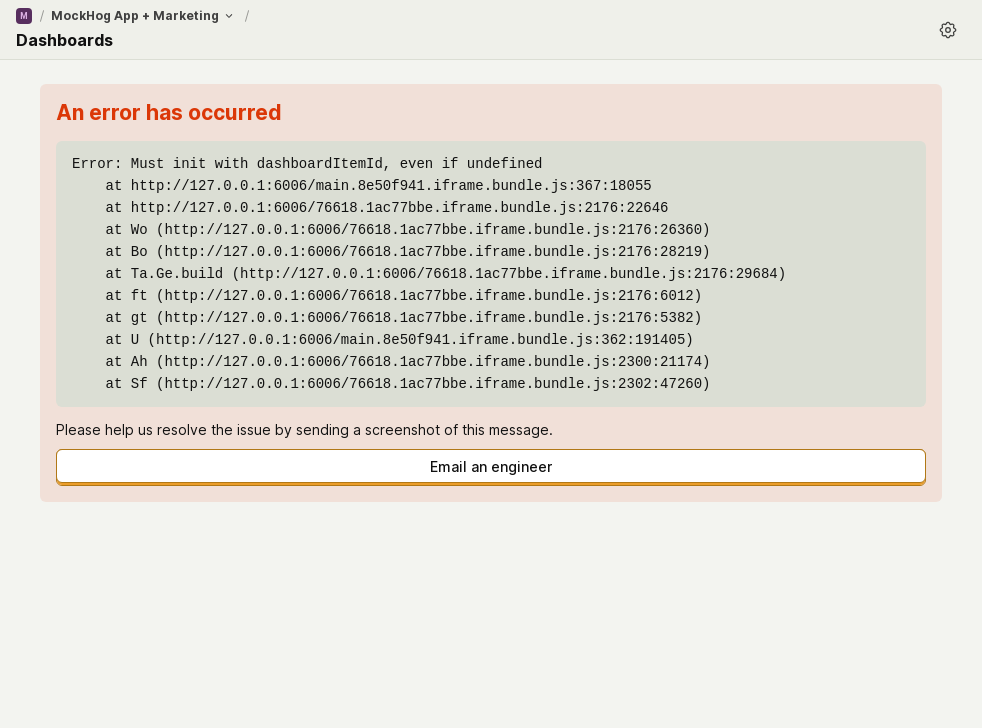 M / MockHog App + Marketing /
Dashboards
An error has occurred
Error: Must init with dashboardItemId, even if undefined
    at http://127.0.0.1:6006/main.8e50f941.iframe.bundle.js:367:18055
    at http://127.0.0.1:6006/76618.1ac77bbe.iframe.bundle.js:2176:22646
    at Wo (http://127.0.0.1:6006/76618.1ac77bbe.iframe.bundle.js:2176:26360)
    at Bo (http://127.0.0.1:6006/76618.1ac77bbe.iframe.bundle.js:2176:28219)
    at Ta.Ge.build (http://127.0.0.1:6006/76618.1ac77bbe.iframe.bundle.js:2176:29684)
    at ft (http://127.0.0.1:6006/76618.1ac77bbe.iframe.bundle.js:2176:6012)
    at gt (http://127.0.0.1:6006/76618.1ac77bbe.iframe.bundle.js:2176:5382)
    at U (http://127.0.0.1:6006/main.8e50f941.iframe.bundle.js:362:191405)
    at Ah (http://127.0.0.1:6006/76618.1ac77bbe.iframe.bundle.js:2300:21174)
    at Sf (http://127.0.0.1:6006/76618.1ac77bbe.iframe.bundle.js:2302:47260)
Please help us resolve the issue by sending a screenshot of this message.
Email an engineer